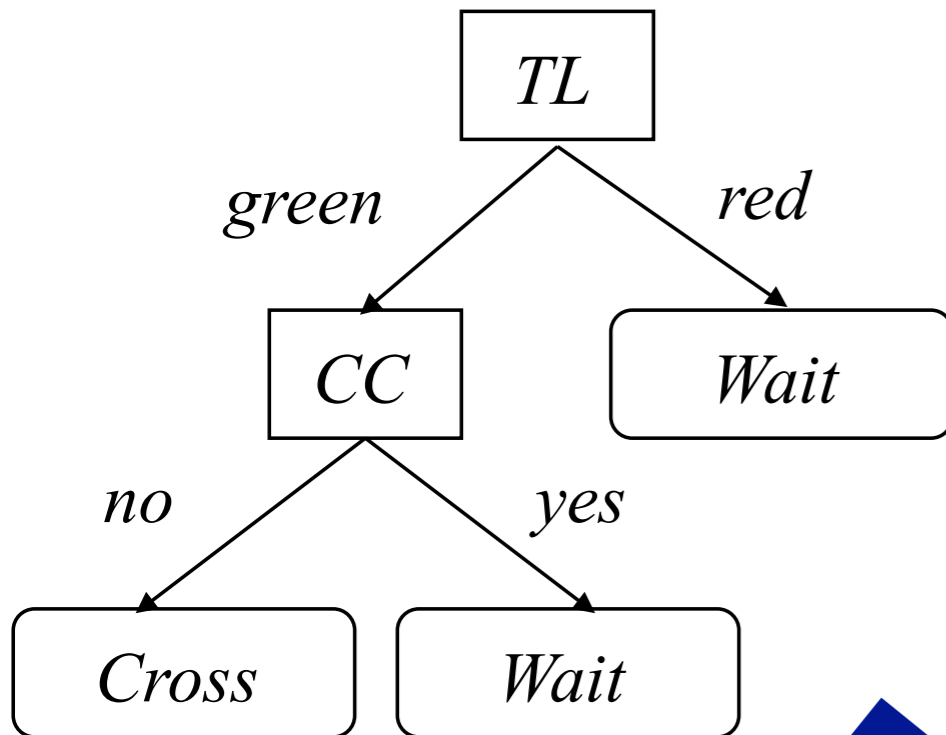 TL
green
red
CC
Wait
no
yes
Cross
Wait